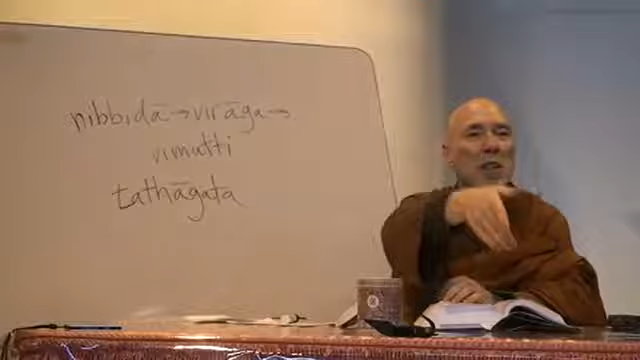 nibbidā → virāga →
vimutti
tathāgata